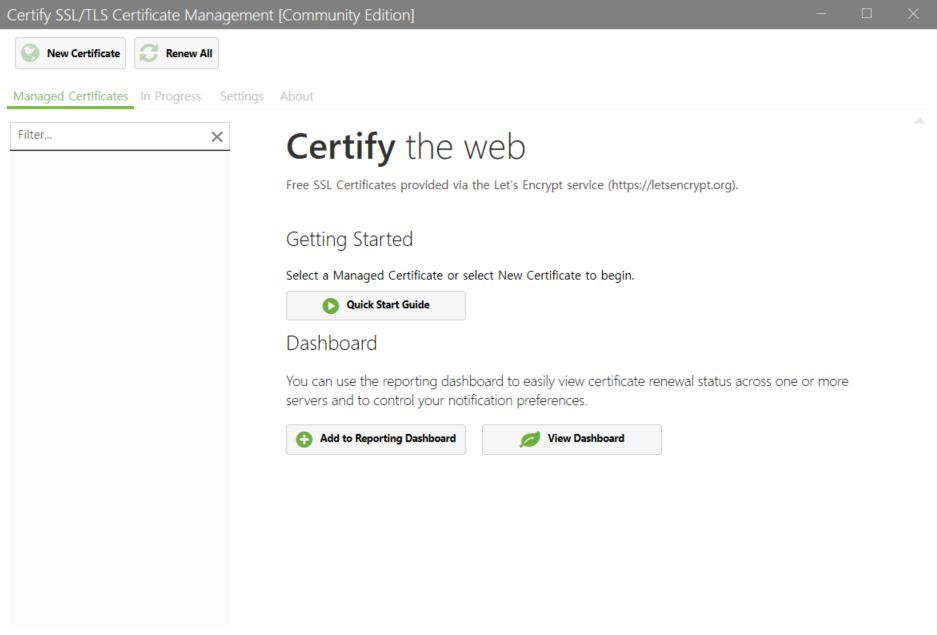 Certify SSL/TLS Certificate Management [Community Edition]
New Certificate
Renew All
Managed Certificates
In Progress
Settings
About
Filter...
Certify the web
Free SSL Certificates provided via the Let's Encrypt service (https://letsencrypt.org).
Getting Started
Select a Managed Certificate or select New Certificate to begin.
Quick Start Guide
Dashboard
You can use the reporting dashboard to easily view certificate renewal status across one or more
servers and to control your notification preferences.
Add to Reporting Dashboard
View Dashboard